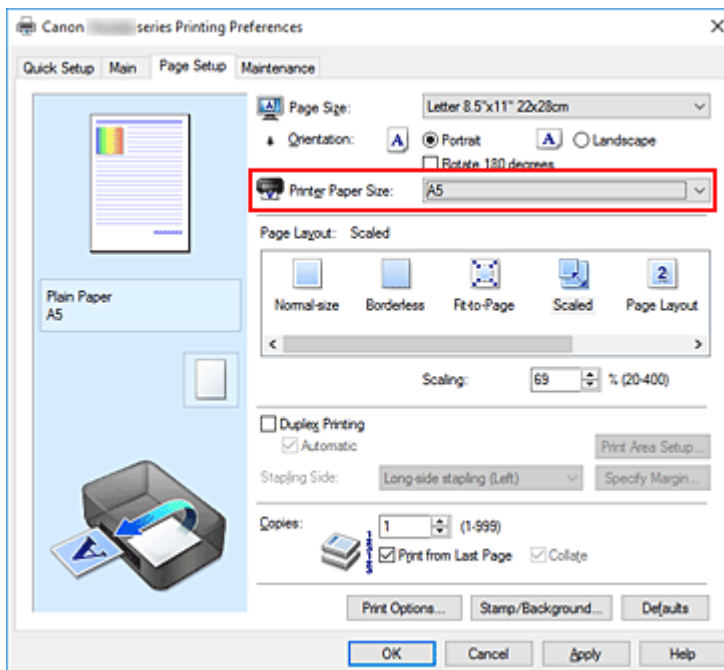 Canon series Printing Preferences
Quick Setup Main Page Setup Maintenance
Page Size: Letter 8.5"x11" 22x28cm
Orientation: A Portrait A Landscape
Rotate 180 degrees
Printer Paper Size: A5
Page Layout: Scaled
Normal-size Borderless Fit-to-Page Scaled Page Layout
Plain Paper
A5
Scaling: 69 % (20-400)
Duplex Printing
Automatic Print Area Setup...
Stapling Side: Long-side stapling (Left) Specify Margin...
Copies: 1 (1-999)
Print from Last Page Collate
Print Options... Stamp/Background... Defaults
OK Cancel Apply Help